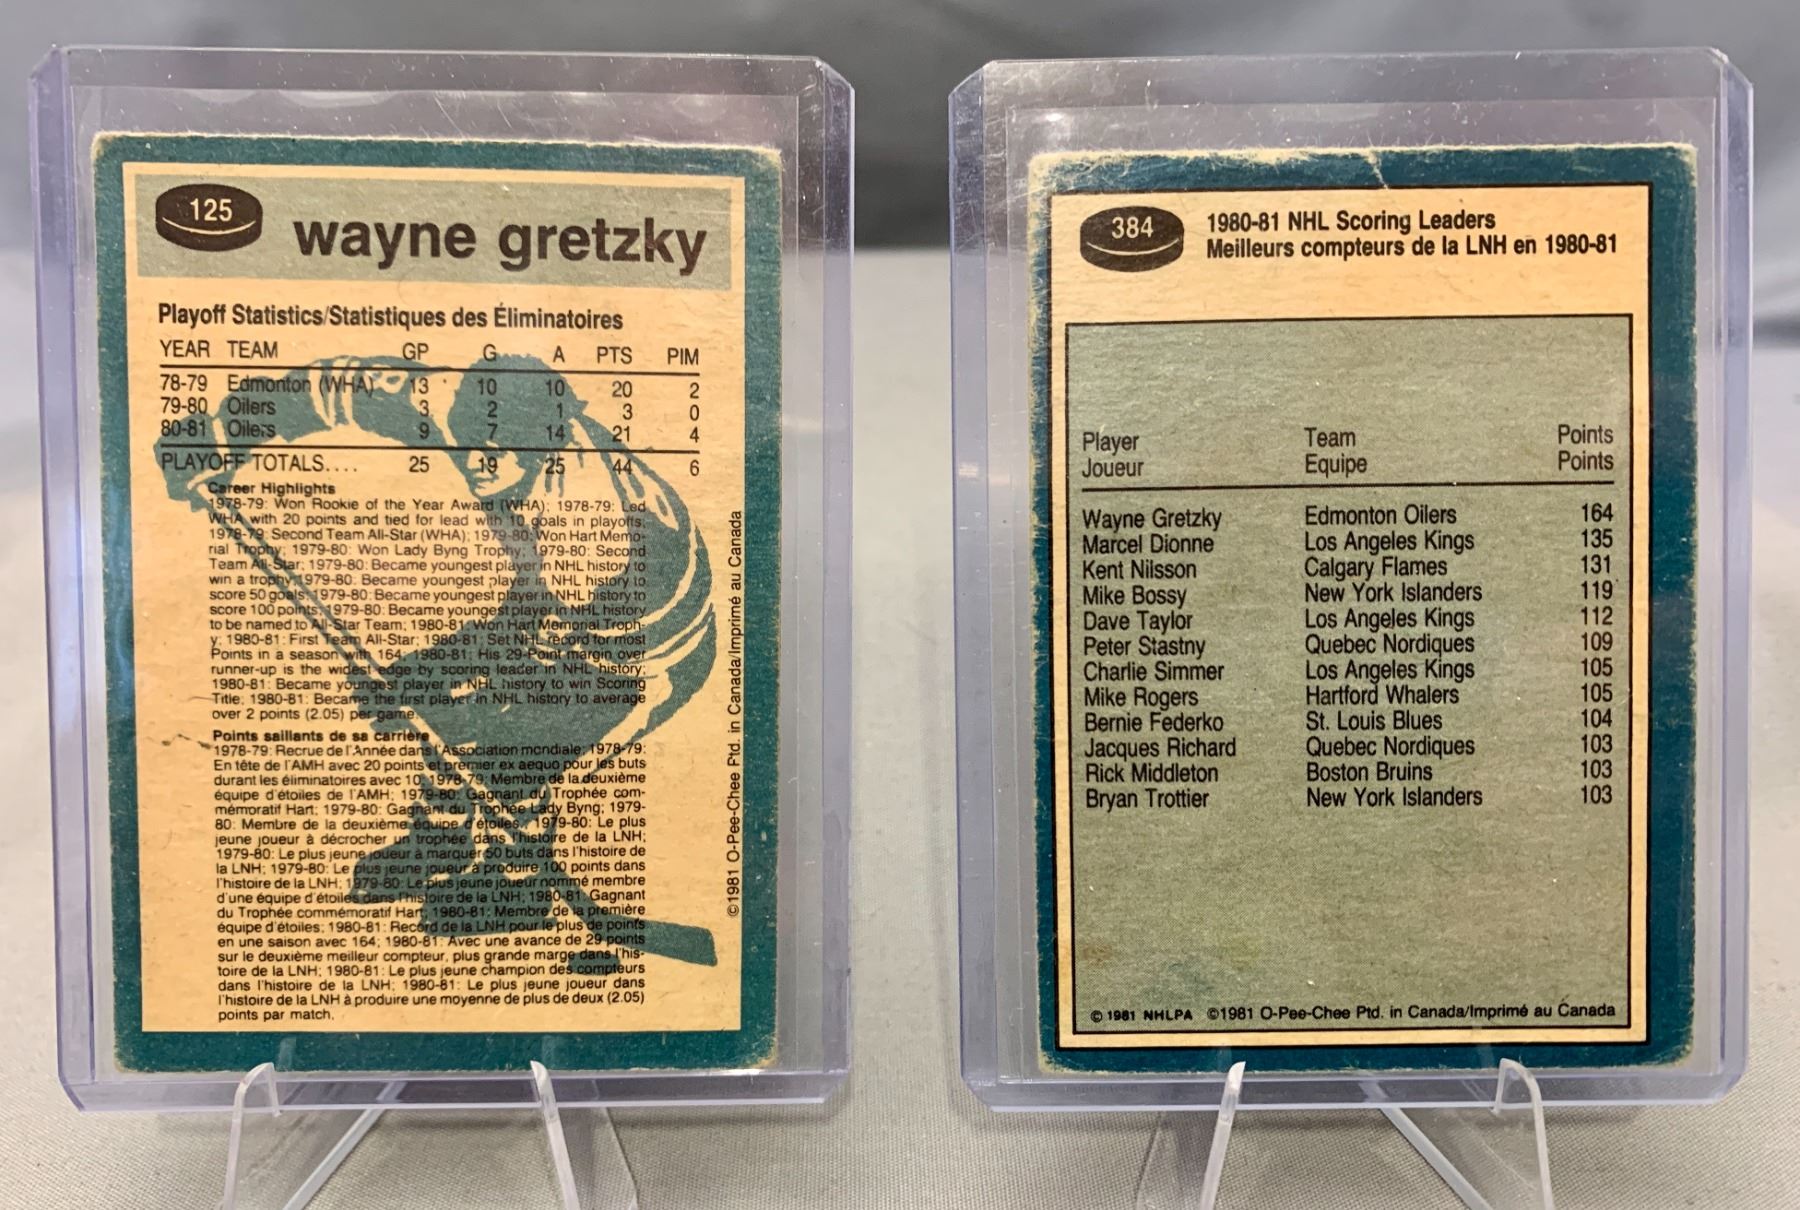 125
wayne gretzky
Playoff Statistics/Statistiques des Éliminatoires
YEAR TEAM GP G A PTS PIM
78-79 Edmonton (WHA) 13 10 10 20 2
79-80 Oilers 3 2 1 3 0
80-81 Oilers 9 7 14 21 4
PLAYOFF TOTALS.... 25 19 25 44 6
Career Highlights
1978-79: Won Rookie of the Year Award (WHA); 1978-79: Led
WHA with 20 points and tied for lead with 10 goals in playoffs;
1978-79: Second Team All-Star (WHA); 1979-80: Won Hart Memo-
rial Trophy; 1979-80: Won Lady Byng Trophy; 1979-80: Second
Team All-Star; 1979-80: Became youngest player in NHL history to
win a trophy; 1979-80: Became youngest player in NHL history to
score 50 goals; 1979-80: Became youngest player in NHL history to
score 100 points; 1979-80: Became youngest player in NHL history
to be named to All-Star Team; 1980-81: Won Hart Memorial Troph-
y; 1980-81: First Team All-Star; 1980-81: Set NHL record for most
Points in a season with 164; 1980-81: His 29-Point margin over
runner-up is the widest edge by scoring leader in NHL history;
1980-81: Became youngest player in NHL history to win Scoring
Title; 1980-81: Became the first player in NHL history to average
over 2 points (2.05) per game.
Points saillants de sa carrière
1978-79: Recrue de l'Année dans l'Association mondiale; 1978-79:
En tête de l'AMH avec 20 points et premier ex aequo pour les buts
durant les éliminatoires avec 10; 1978-79: Membre de la deuxième
équipe d'étoiles de l'AMH; 1979-80: Gagnant du Trophée com-
mémoratif Hart; 1979-80: Gagnant du Trophée Lady Byng; 1979-
80: Membre de la deuxième équipe d'étoiles; 1979-80: Le plus
jeune joueur à décrocher un trophée dans l'histoire de la LNH;
1979-80: Le plus jeune joueur à marquer 50 buts dans l'histoire de
la LNH; 1979-80: Le plus jeune joueur à produire 100 points dans
l'histoire de la LNH; 1979-80: Le plus jeune joueur nommé membre
d'une équipe d'étoiles dans l'histoire de la LNH; 1980-81: Gagnant
du Trophée commémoratif Hart; 1980-81: Membre de la première
équipe d'étoiles; 1980-81: Record de la LNH pour le plus de points
en une saison avec 164; 1980-81: Avec une avance de 29 points
sur le deuxième meilleur compteur, plus grande marge dans l'his-
toire de la LNH; 1980-81: Le plus jeune champion des compteurs
dans l'histoire de la LNH; 1980-81: Le plus jeune joueur dans
l'histoire de la LNH à produire une moyenne de plus de deux (2.05)
points par match.
©1981 O-Pee-Chee Ptd. in Canada/Imprimé au Canada
384
1980-81 NHL Scoring Leaders
Meilleurs compteurs de la LNH en 1980-81
Player Team Points
Joueur Equipe Points
Wayne Gretzky Edmonton Oilers 164
Marcel Dionne Los Angeles Kings 135
Kent Nilsson Calgary Flames 131
Mike Bossy New York Islanders 119
Dave Taylor Los Angeles Kings 112
Peter Stastny Quebec Nordiques 109
Charlie Simmer Los Angeles Kings 105
Mike Rogers Hartford Whalers 105
Bernie Federko St. Louis Blues 104
Jacques Richard Quebec Nordiques 103
Rick Middleton Boston Bruins 103
Bryan Trottier New York Islanders 103
© 1981 NHLPA ©1981 O-Pee-Chee Ptd. in Canada/Imprimé au Canada